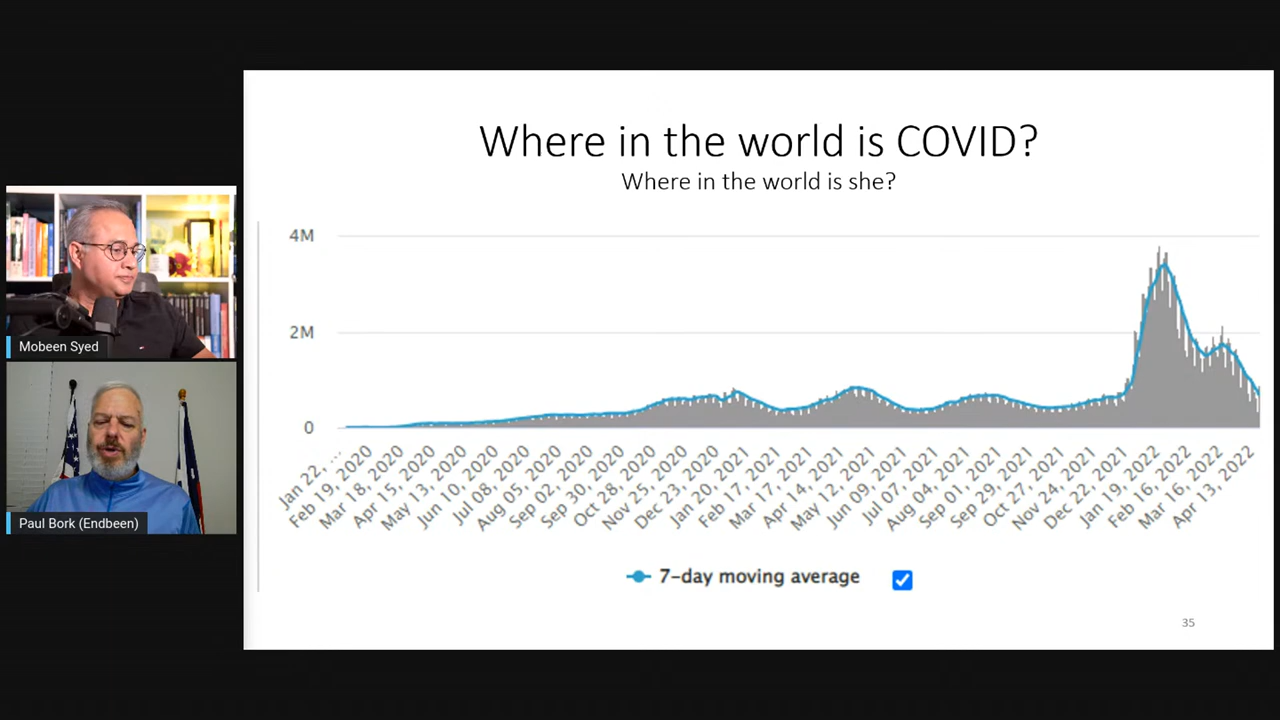 Where in the world is COVID?
Where in the world is she?
4M
2M
0
Jan 22, ...
Feb 19, 2020
Mar 18, 2020
Apr 15, 2020
May 13, 2020
Jun 10, 2020
Jul 08, 2020
Aug 05, 2020
Sep 02, 2020
Sep 30, 2020
Oct 28, 2020
Nov 25, 2020
Dec 23, 2020
Jan 20, 2021
Feb 17, 2021
Mar 17, 2021
Apr 14, 2021
May 12, 2021
Jun 09, 2021
Jul 07, 2021
Aug 04, 2021
Sep 01, 2021
Sep 29, 2021
Oct 27, 2021
Nov 24, 2021
Dec 22, 2021
Jan 19, 2022
Feb 16, 2022
Mar 16, 2022
Apr 13, 2022
7-day moving average
35
Mobeen Syed
Paul Bork (Endbeen)